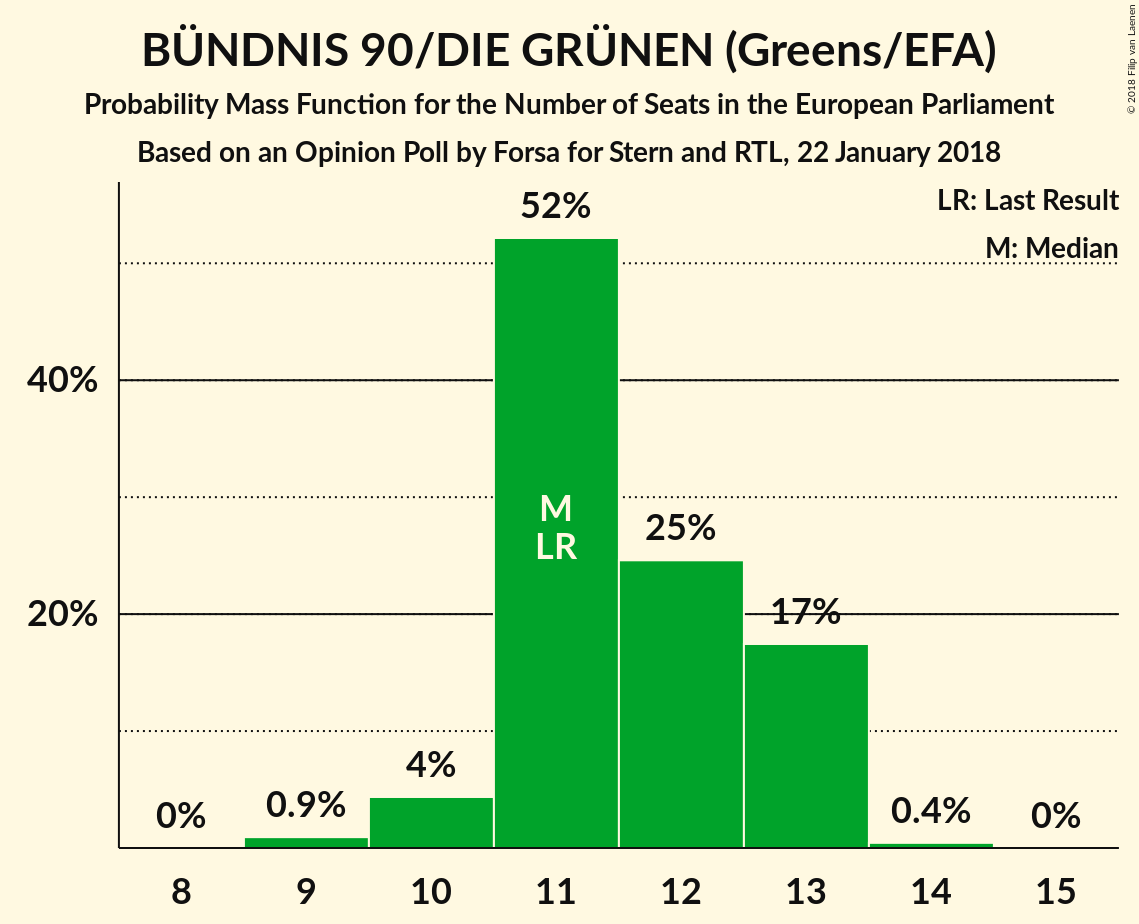 BÜNDNIS 90/DIE GRÜNEN (Greens/EFA)
Probability Mass Function for the Number of Seats in the European Parliament
Based on an Opinion Poll by Forsa for Stern and RTL, 22 January 2018
© 2018 Filip van Laenen
LR: Last Result
M: Median
52%
40%
M
LR
25%
20%
17%
4%
0%
0.9%
0.4%
0%
8 9 10 11 12 13 14 15